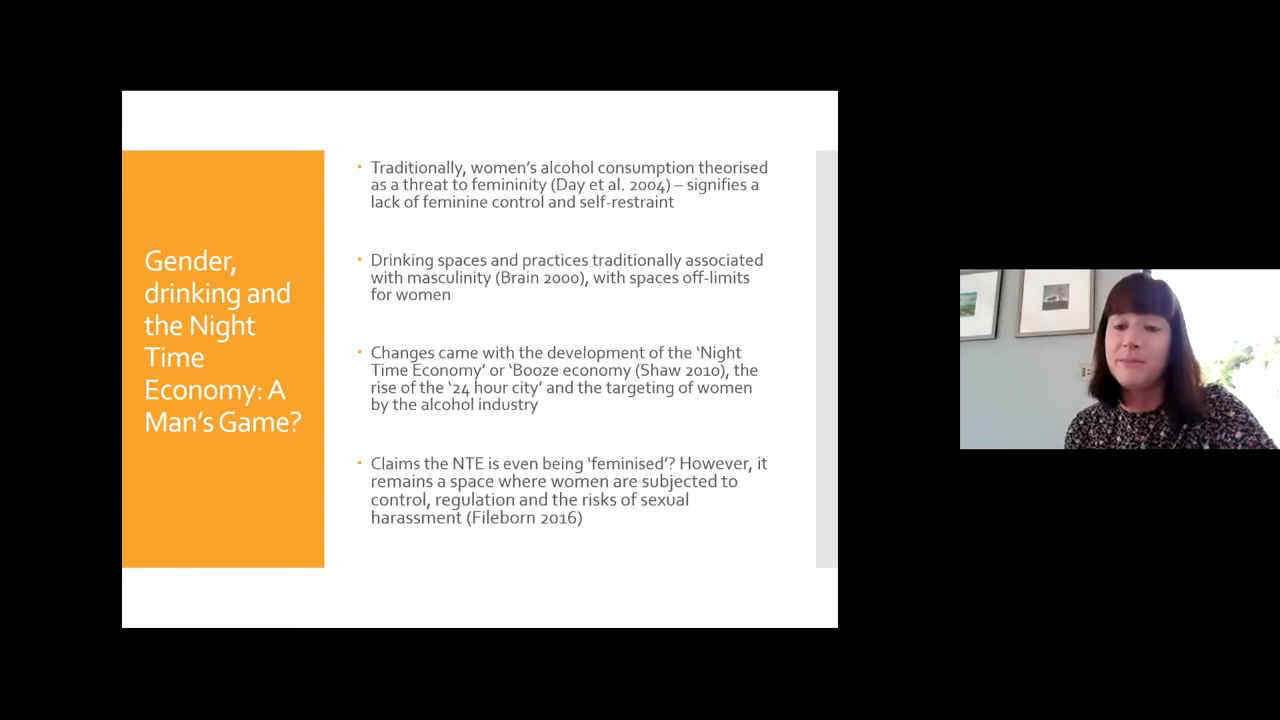 Gender,
drinking and
the Night
Time
Economy: A
Man's Game?
• Traditionally, women's alcohol consumption theorised
as a threat to femininity (Day et al. 2004) – signifies a
lack of feminine control and self-restraint
• Drinking spaces and practices traditionally associated
with masculinity (Brain 2000), with spaces off-limits
for women
• Changes came with the development of the 'Night
Time Economy' or 'Booze economy (Shaw 2010), the
rise of the '24 hour city' and the targeting of women
by the alcohol industry
• Claims the NTE is even being 'feminised'? However, it
remains a space where women are subjected to
control, regulation and the risks of sexual
harassment (Fileborn 2016)